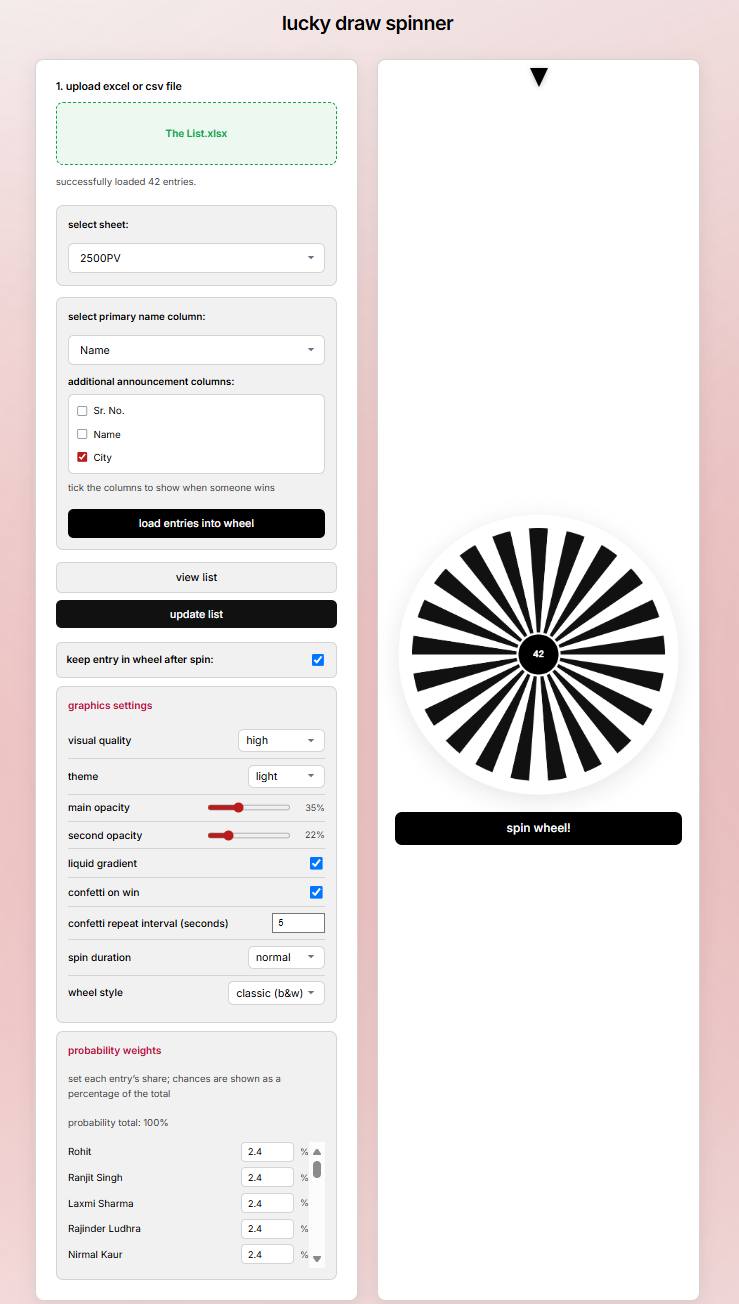 lucky draw spinner
1. upload excel or csv file
The List.xlsx
successfully loaded 42 entries.
select sheet:
2500PV
select primary name column:
Name
additional announcement columns:
Sr. No.
Name
City
tick the columns to show when someone wins
load entries into wheel
view list
update list
keep entry in wheel after spin:
graphics settings
visual quality high
theme light
main opacity 35%
second opacity 22%
liquid gradient
confetti on win
confetti repeat interval (seconds) 5
spin duration normal
wheel style classic (b&w)
probability weights
set each entry's share; chances are shown as a
percentage of the total
probability total: 100%
Rohit 2.4 %
Ranjit Singh 2.4 %
Laxmi Sharma 2.4 %
Rajinder Ludhra 2.4 %
Nirmal Kaur 2.4 %
42
spin wheel!